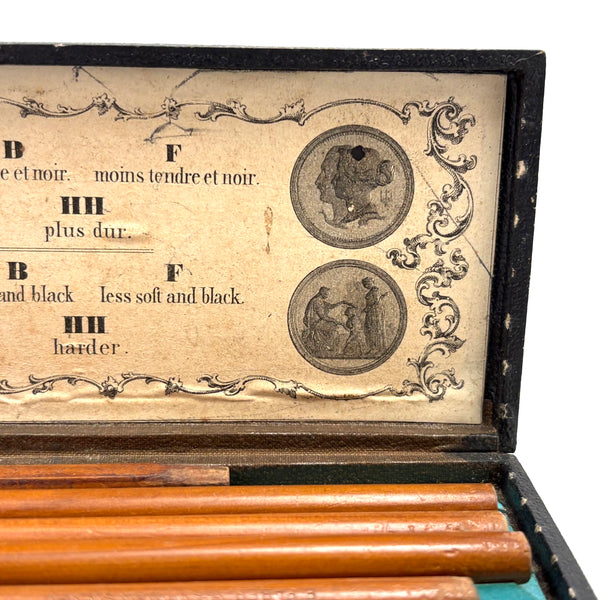 B F
e et noir. moins tendre et noir.
HH
plus dur.
B F
and black less soft and black.
HH
harder.